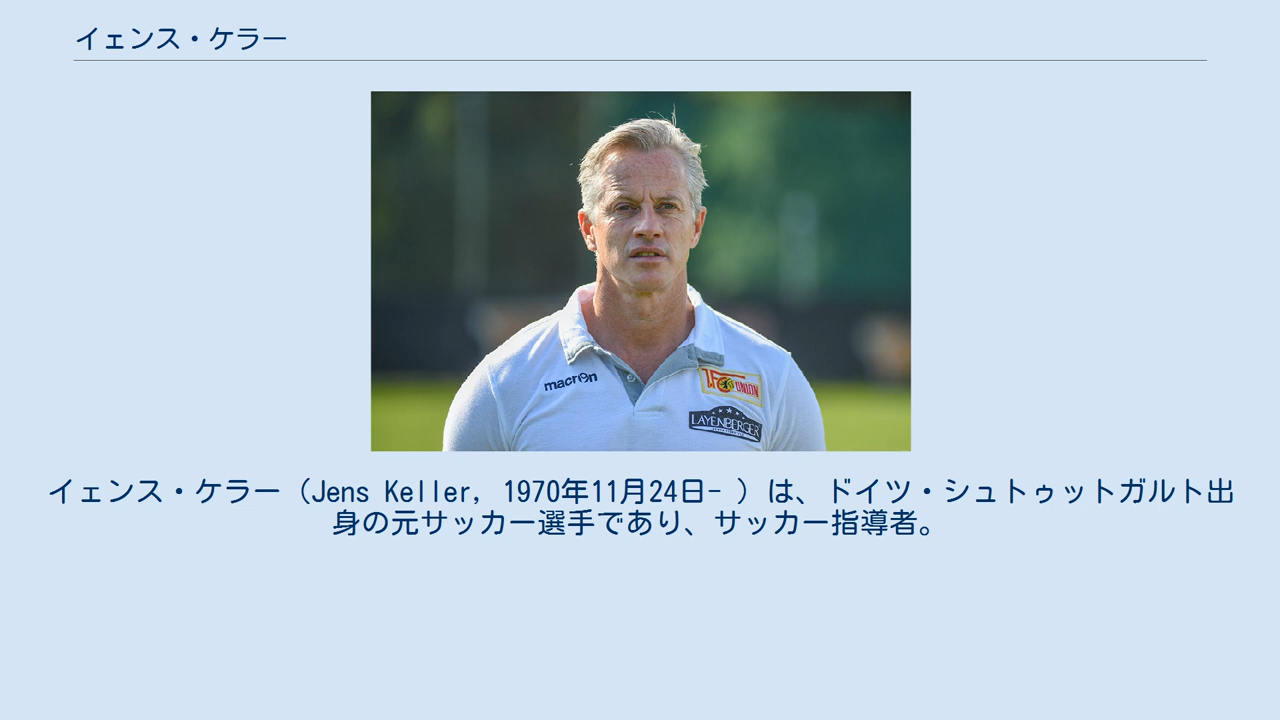 イェンス・ケラー
macron
1.FC UNION
LAYENBERGER
イェンス・ケラー（Jens Keller, 1970年11月24日- ）は、ドイツ・シュトゥットガルト出
身の元サッカー選手であり、サッカー指導者。